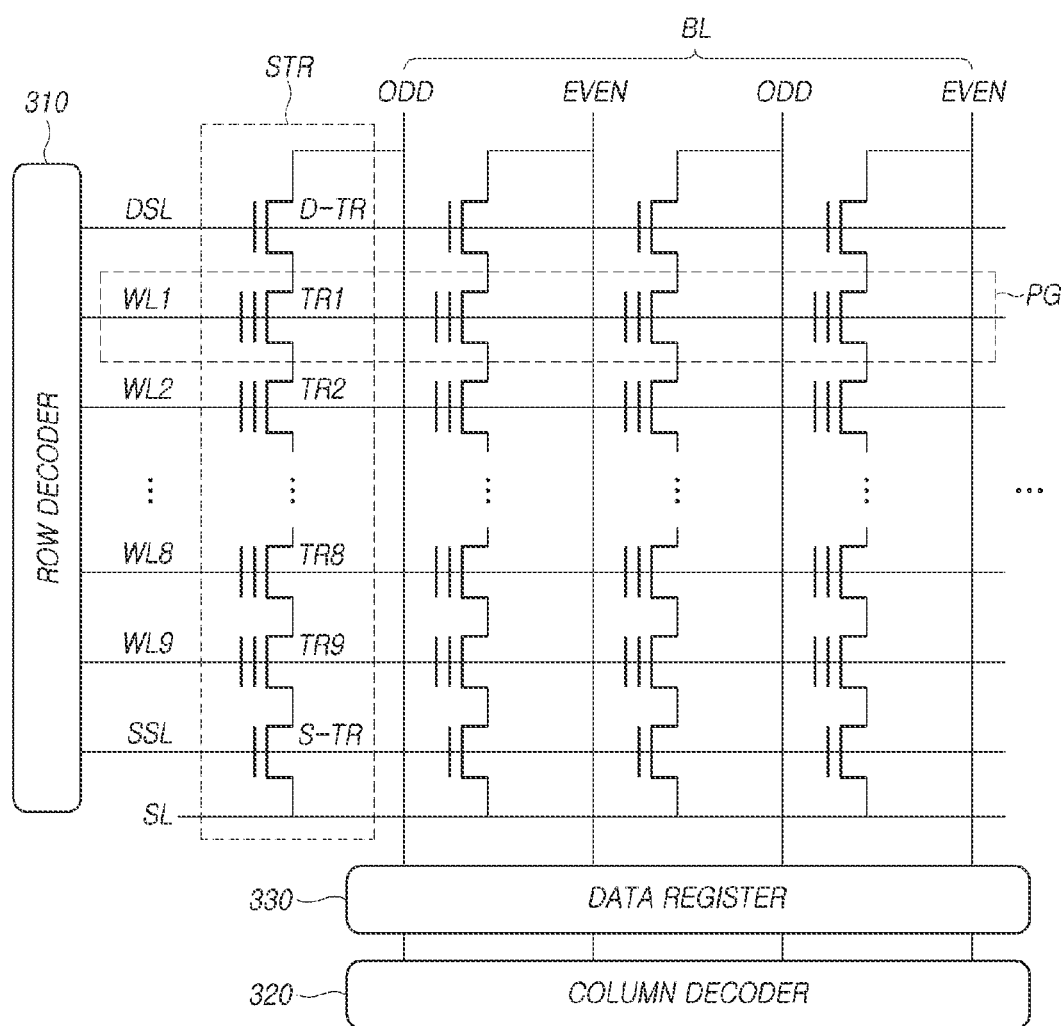 BL
STR
ODD EVEN ODD EVEN
310
DSL D-TR
WL1 TR1 PG
WL2 TR2
ROW DECODER
... ... ... ... ... ...
WL8 TR8
WL9 TR9
SSL S-TR
SL
330 DATA REGISTER
320 COLUMN DECODER